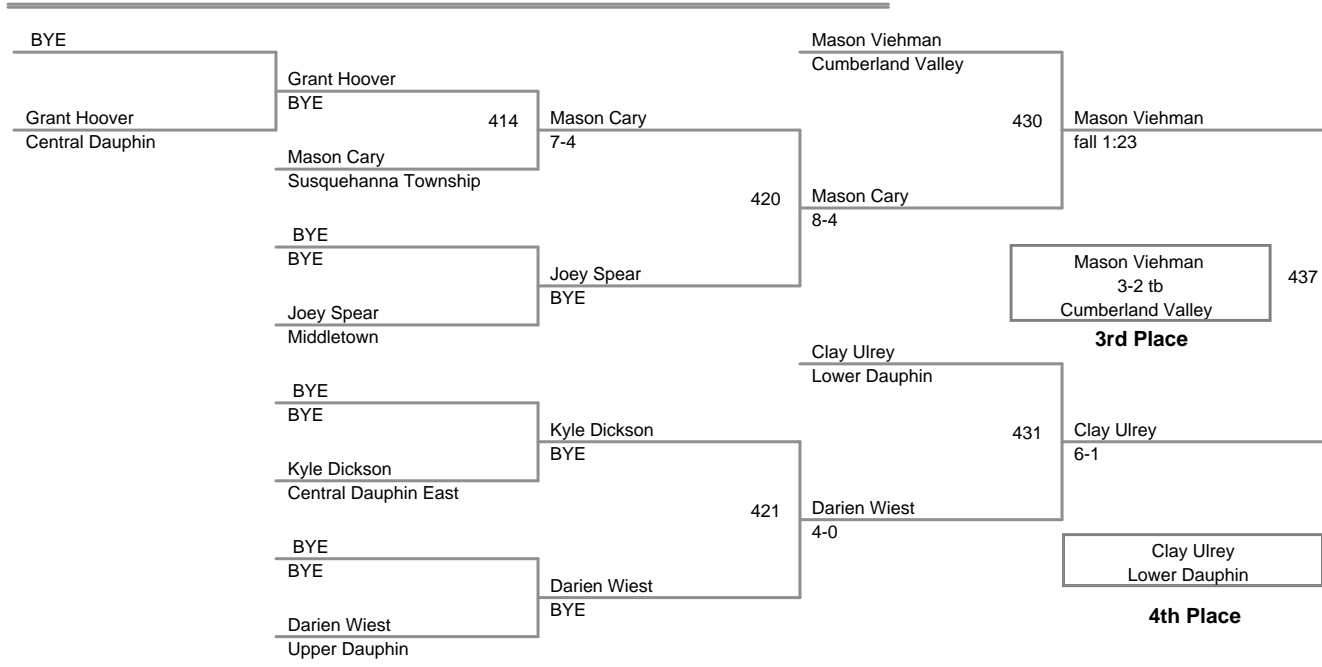 BYE
Grant Hoover
Central Dauphin
Grant Hoover
BYE
414
Mason Cary
Susquehanna Township
BYE
BYE
Joey Spear
Middletown
BYE
BYE
Kyle Dickson
Central Dauphin East
BYE
BYE
Darien Wiest
Upper Dauphin
Mason Cary
7-4
Joey Spear
BYE
420
Kyle Dickson
BYE
Darien Wiest
BYE
421
Mason Viehman
Cumberland Valley
430
Mason Cary
8-4
Clay Ulrey
Lower Dauphin
431
Darien Wiest
4-0
Mason Viehman
fall 1:23
Mason Viehman
3-2 tb
Cumberland Valley
437
3rd Place
Clay Ulrey
6-1
Clay Ulrey
Lower Dauphin
4th Place